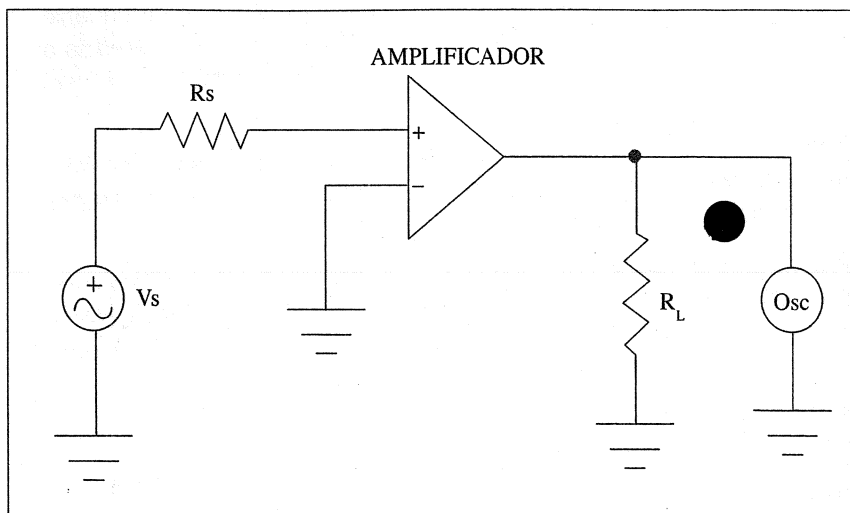 AMPLIFICADOR
Rs
+
−
+
Vs
R_L
Osc